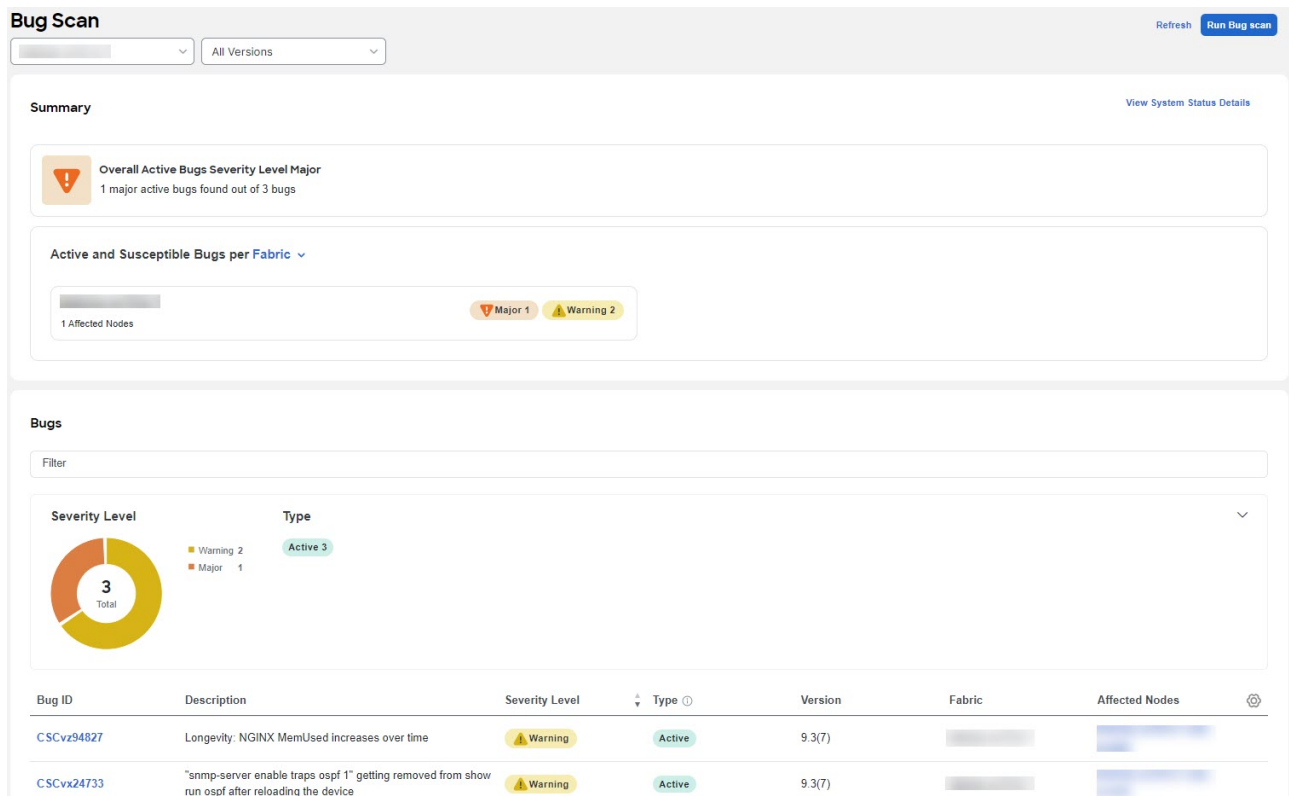 Bug Scan
Refresh
Run Bug scan
All Versions
Summary
View System Status Details
Overall Active Bugs Severity Level Major
1 major active bugs found out of 3 bugs
Active and Susceptible Bugs per Fabric
1 Affected Nodes
Major 1
Warning 2
Bugs
Filter
Severity Level
Type
3
Total
Warning 2
Major 1
Active 3
Bug ID Description Severity Level Type Version Fabric Affected Nodes
CSCvz94827 Longevity: NGINX MemUsed increases over time Warning Active 9.3(7)
CSCvx24733 "snmp-server enable traps ospf 1" getting removed from show Warning Active 9.3(7)
run ospf after reloading the device